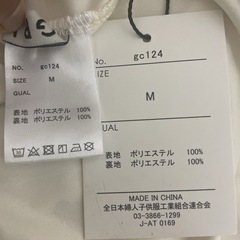 NO. gc124
SIZE M
QUAL
表地 ポリエステル 100%
裏地 ポリエステル 100%
No. gc124
SIZE
M
QUAL
表地 ポリエステル 100%
裏地 ポリエステル 100%
MADE IN CHINA
全日本婦人子供服工業組合連合会
03-3866-1299
J-AT 0169